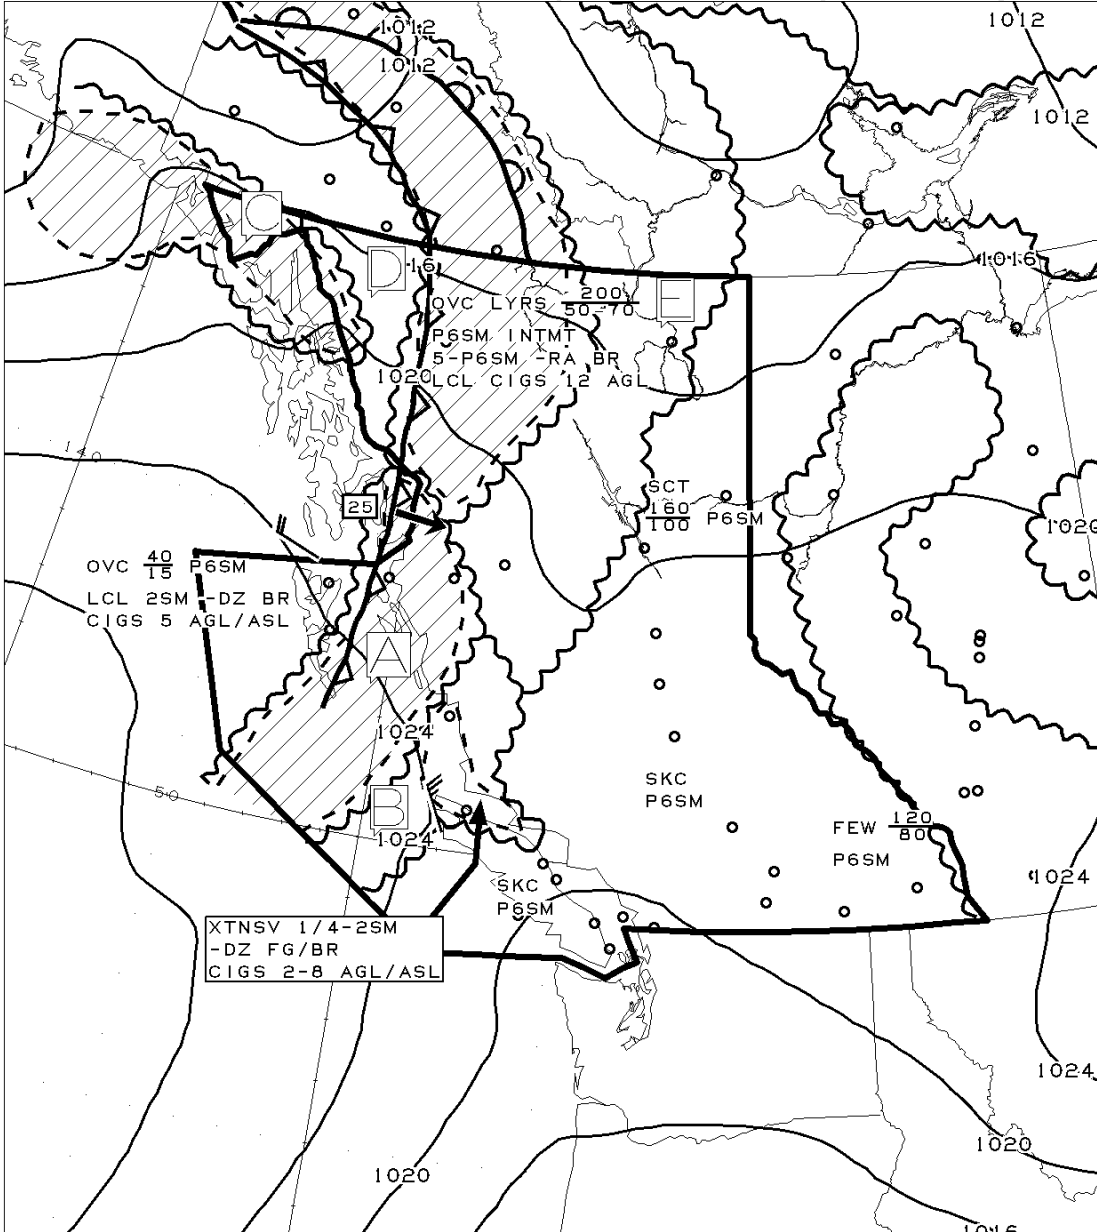 1012
1012
1012
1012
C
D
16
1016
OVC LYRS 200
50-70
E
P6SM INTMT
5-P6SM -RA BR
LCL CIGS 12 AGL
1020
140
25
SCT
160
100 P6SM
1020
OVC 40
15 P6SM
LCL 2SM -DZ BR
CIGS 5 AGL/ASL
A
1024
50
B
1024
SKC
P6SM
FEW 120
80
P6SM
SKC
P6SM
1024
XTNSV 1/4-2SM
-DZ FG/BR
CIGS 2-8 AGL/ASL
1024
1020
1020
1016